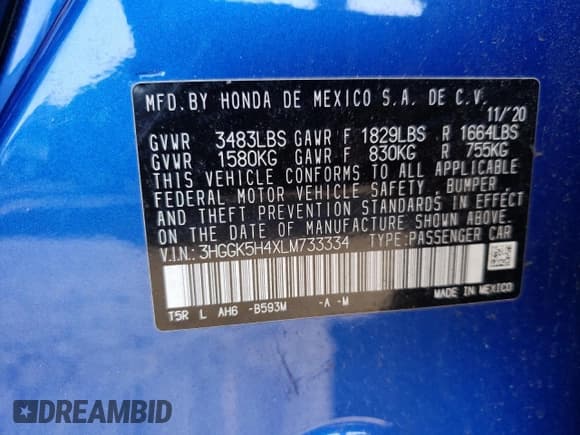 MFD.BY HONDA DE MEXICO S.A. DE C.V.
11/'20
GVWR 3483LBS GAWR F 1829LBS R 1664LBS
GVWR 1580KG GAWR F 830KG R 755KG
THIS VEHICLE CONFORMS TO ALL APPLICABLE
FEDERAL MOTOR VEHICLE SAFETY, BUMPER,
AND THEFT PREVENTION STANDARDS IN EFFECT
ON THE DATE OF MANUFACTURE SHOWN ABOVE.
V.I.N.: 3HGGK5H4XLM733334 TYPE:PASSENGER CAR
T5R L AH6 -B593M -A -M
MADE IN MEXICO
DREAMBID